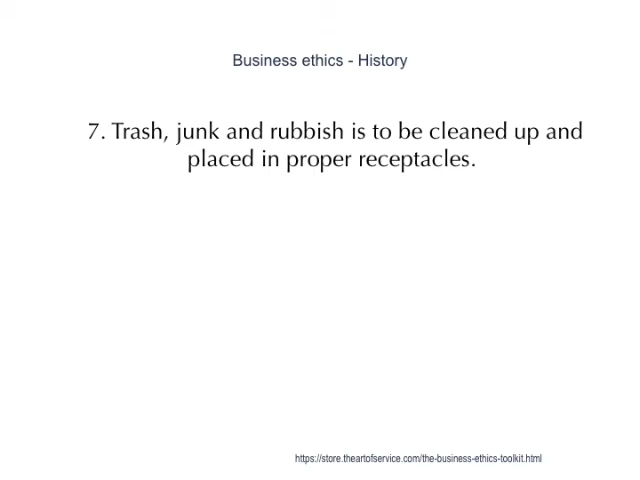 Business ethics - History
7. Trash, junk and rubbish is to be cleaned up and
placed in proper receptacles.
https://store.theartofservice.com/the-business-ethics-toolkit.html